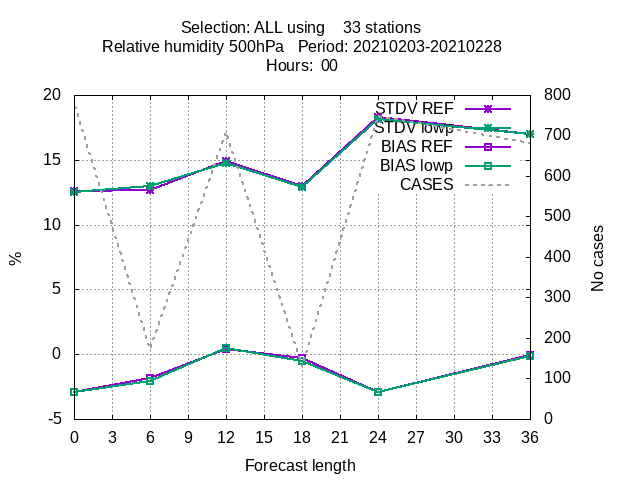 Selection: ALL using    33 stations
Relative humidity 500hPa   Period: 20210203-20210228
Hours:  00
20
15
10
5
0
-5
%
STDV REF
STDV lowp
BIAS REF
BIAS lowp
CASES
800
700
600
500
400
300
200
100
0
No cases
0 3 6 9 12 15 18 21 24 27 30 33 36
Forecast length